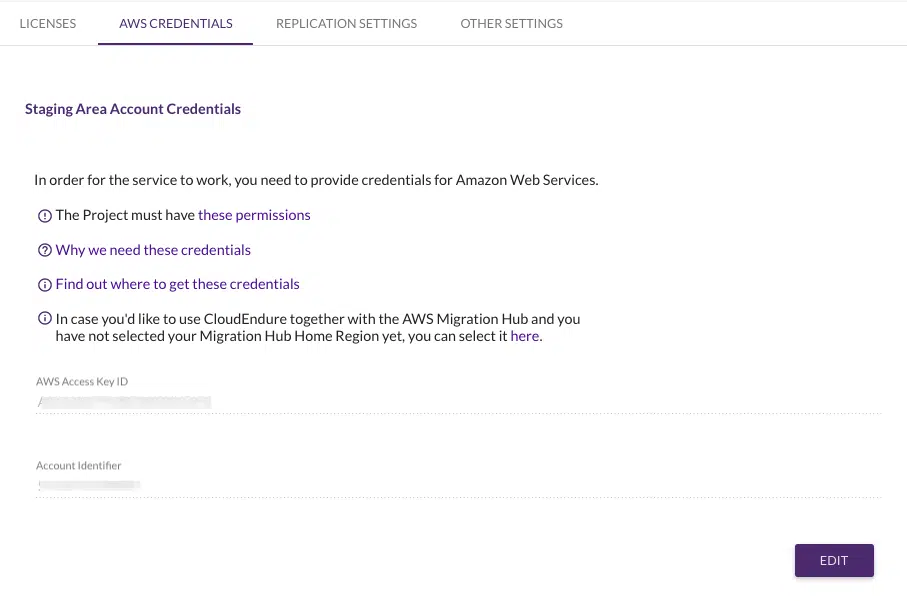 LICENSES AWS CREDENTIALS REPLICATION SETTINGS OTHER SETTINGS
Staging Area Account Credentials
In order for the service to work, you need to provide credentials for Amazon Web Services.
The Project must have these permissions
Why we need these credentials
Find out where to get these credentials
In case you'd like to use CloudEndure together with the AWS Migration Hub and you
have not selected your Migration Hub Home Region yet, you can select it here.
AWS Access Key ID
Account Identifier
EDIT